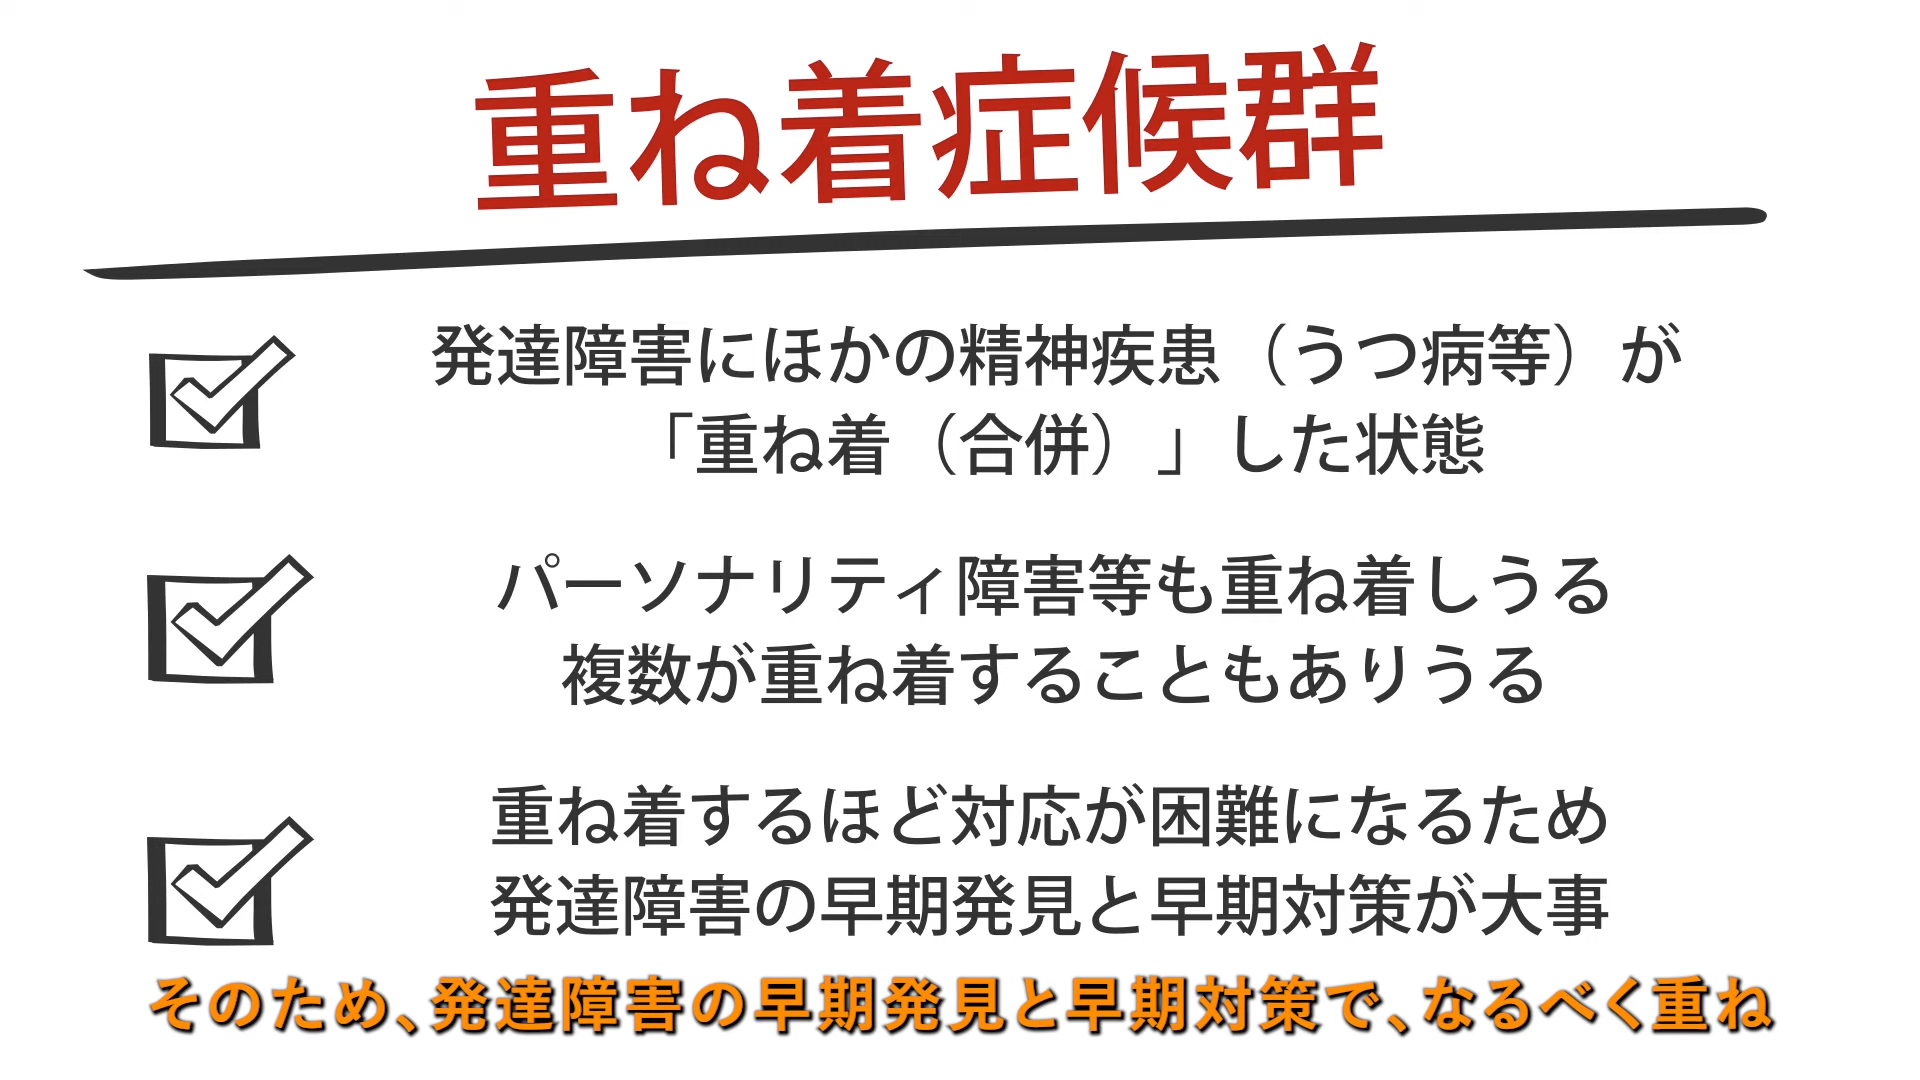 重ね着症候群
発達障害にほかの精神疾患（うつ病等）が
「重ね着（合併）」した状態
パーソナリティ障害等も重ね着しうる
複数が重ね着することもありうる
重ね着するほど対応が困難になるため
発達障害の早期発見と早期対策が大事
そのため、発達障害の早期発見と早期対策で、なるべく重ね